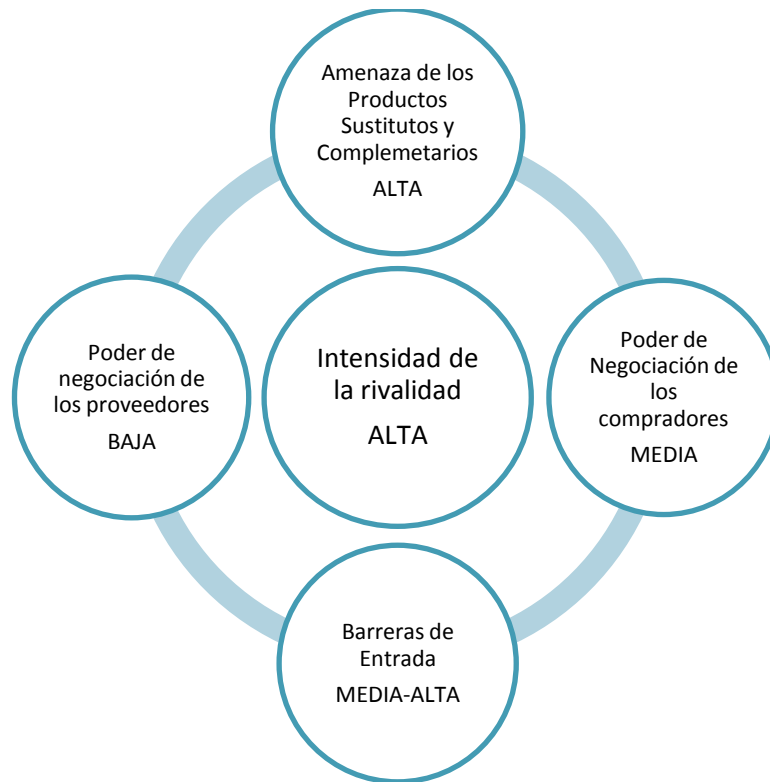 Amenaza de los
Productos
Sustitutos y
Complemetarios
ALTA
Poder de
negociación de
los proveedores
BAJA
Intensidad de
la rivalidad
ALTA
Poder de
Negociación de
los
compradores
MEDIA
Barreras de
Entrada
MEDIA-ALTA